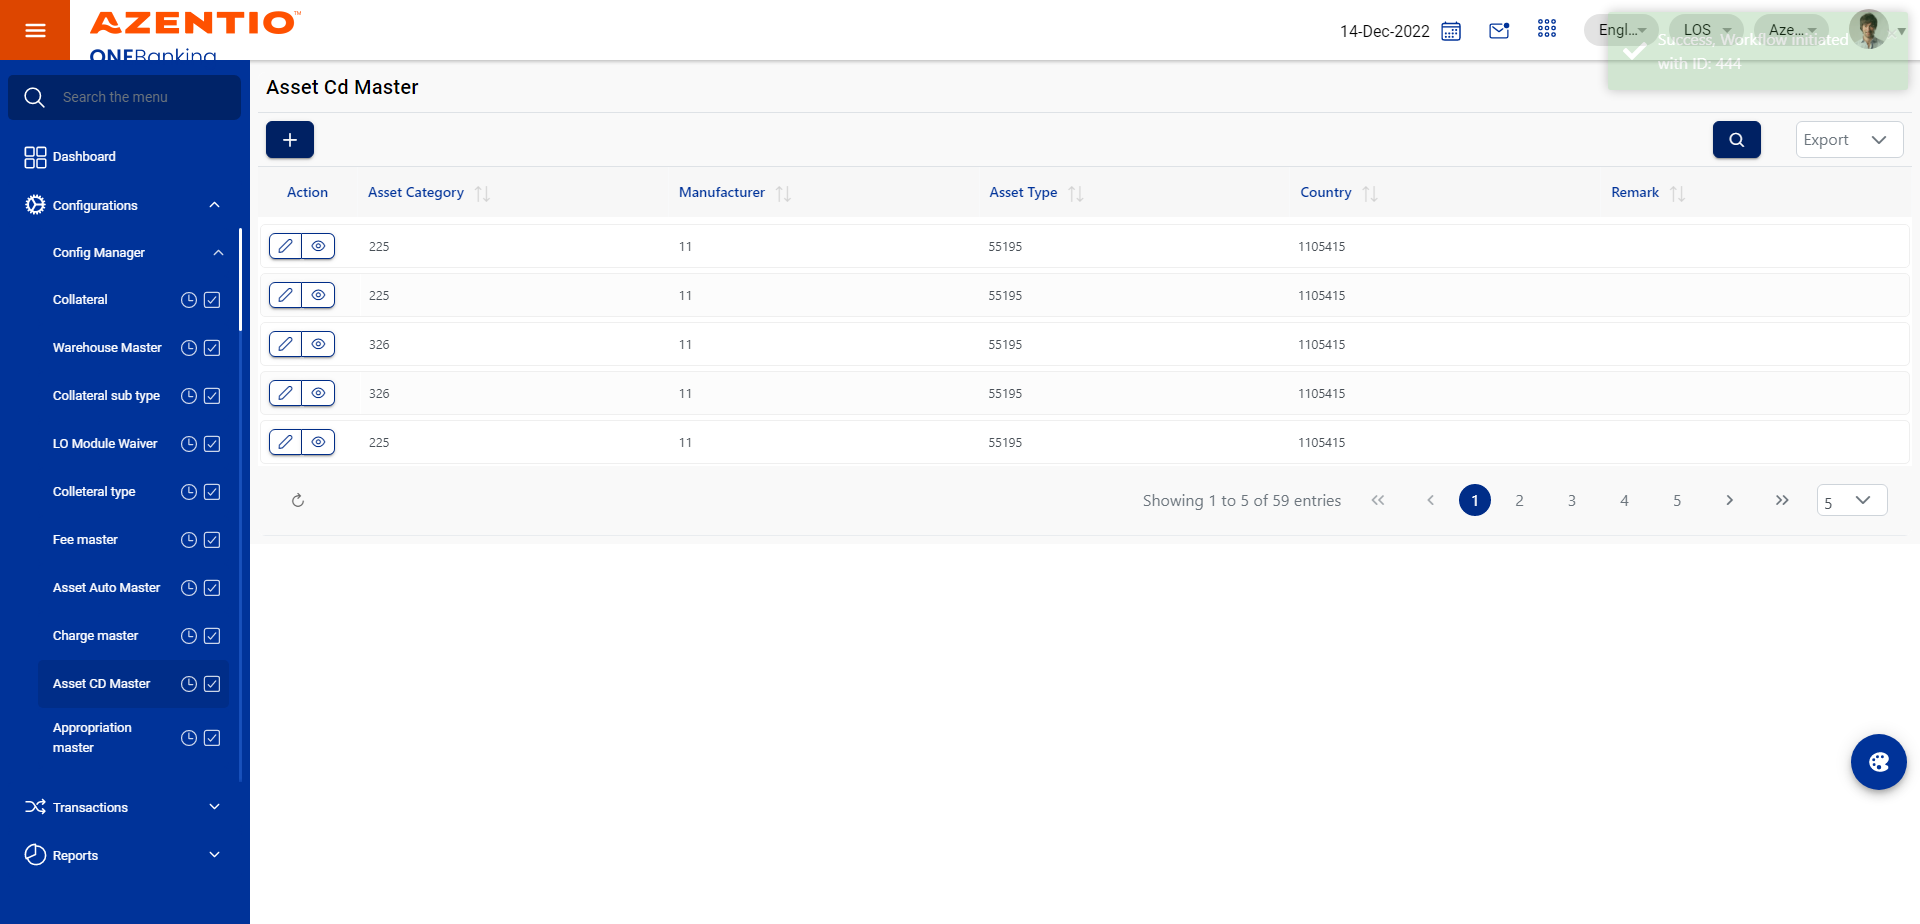 AZENTIO™
ONEBanking
14-Dec-2022
Engl...
LOS
Aze...
Success, Workflow Initiated
with ID: 444
Search the menu
Dashboard
Configurations
Config Manager
Collateral
Warehouse Master
Collateral sub type
LO Module Waiver
Colleteral type
Fee master
Asset Auto Master
Charge master
Asset CD Master
Appropriation
master
Transactions
Reports
Asset Cd Master
Export
Action Asset Category Manufacturer Asset Type Country Remark
225 11 55195 1105415
225 11 55195 1105415
326 11 55195 1105415
326 11 55195 1105415
225 11 55195 1105415
Showing 1 to 5 of 59 entries << < 1 2 3 4 5 > >> 5